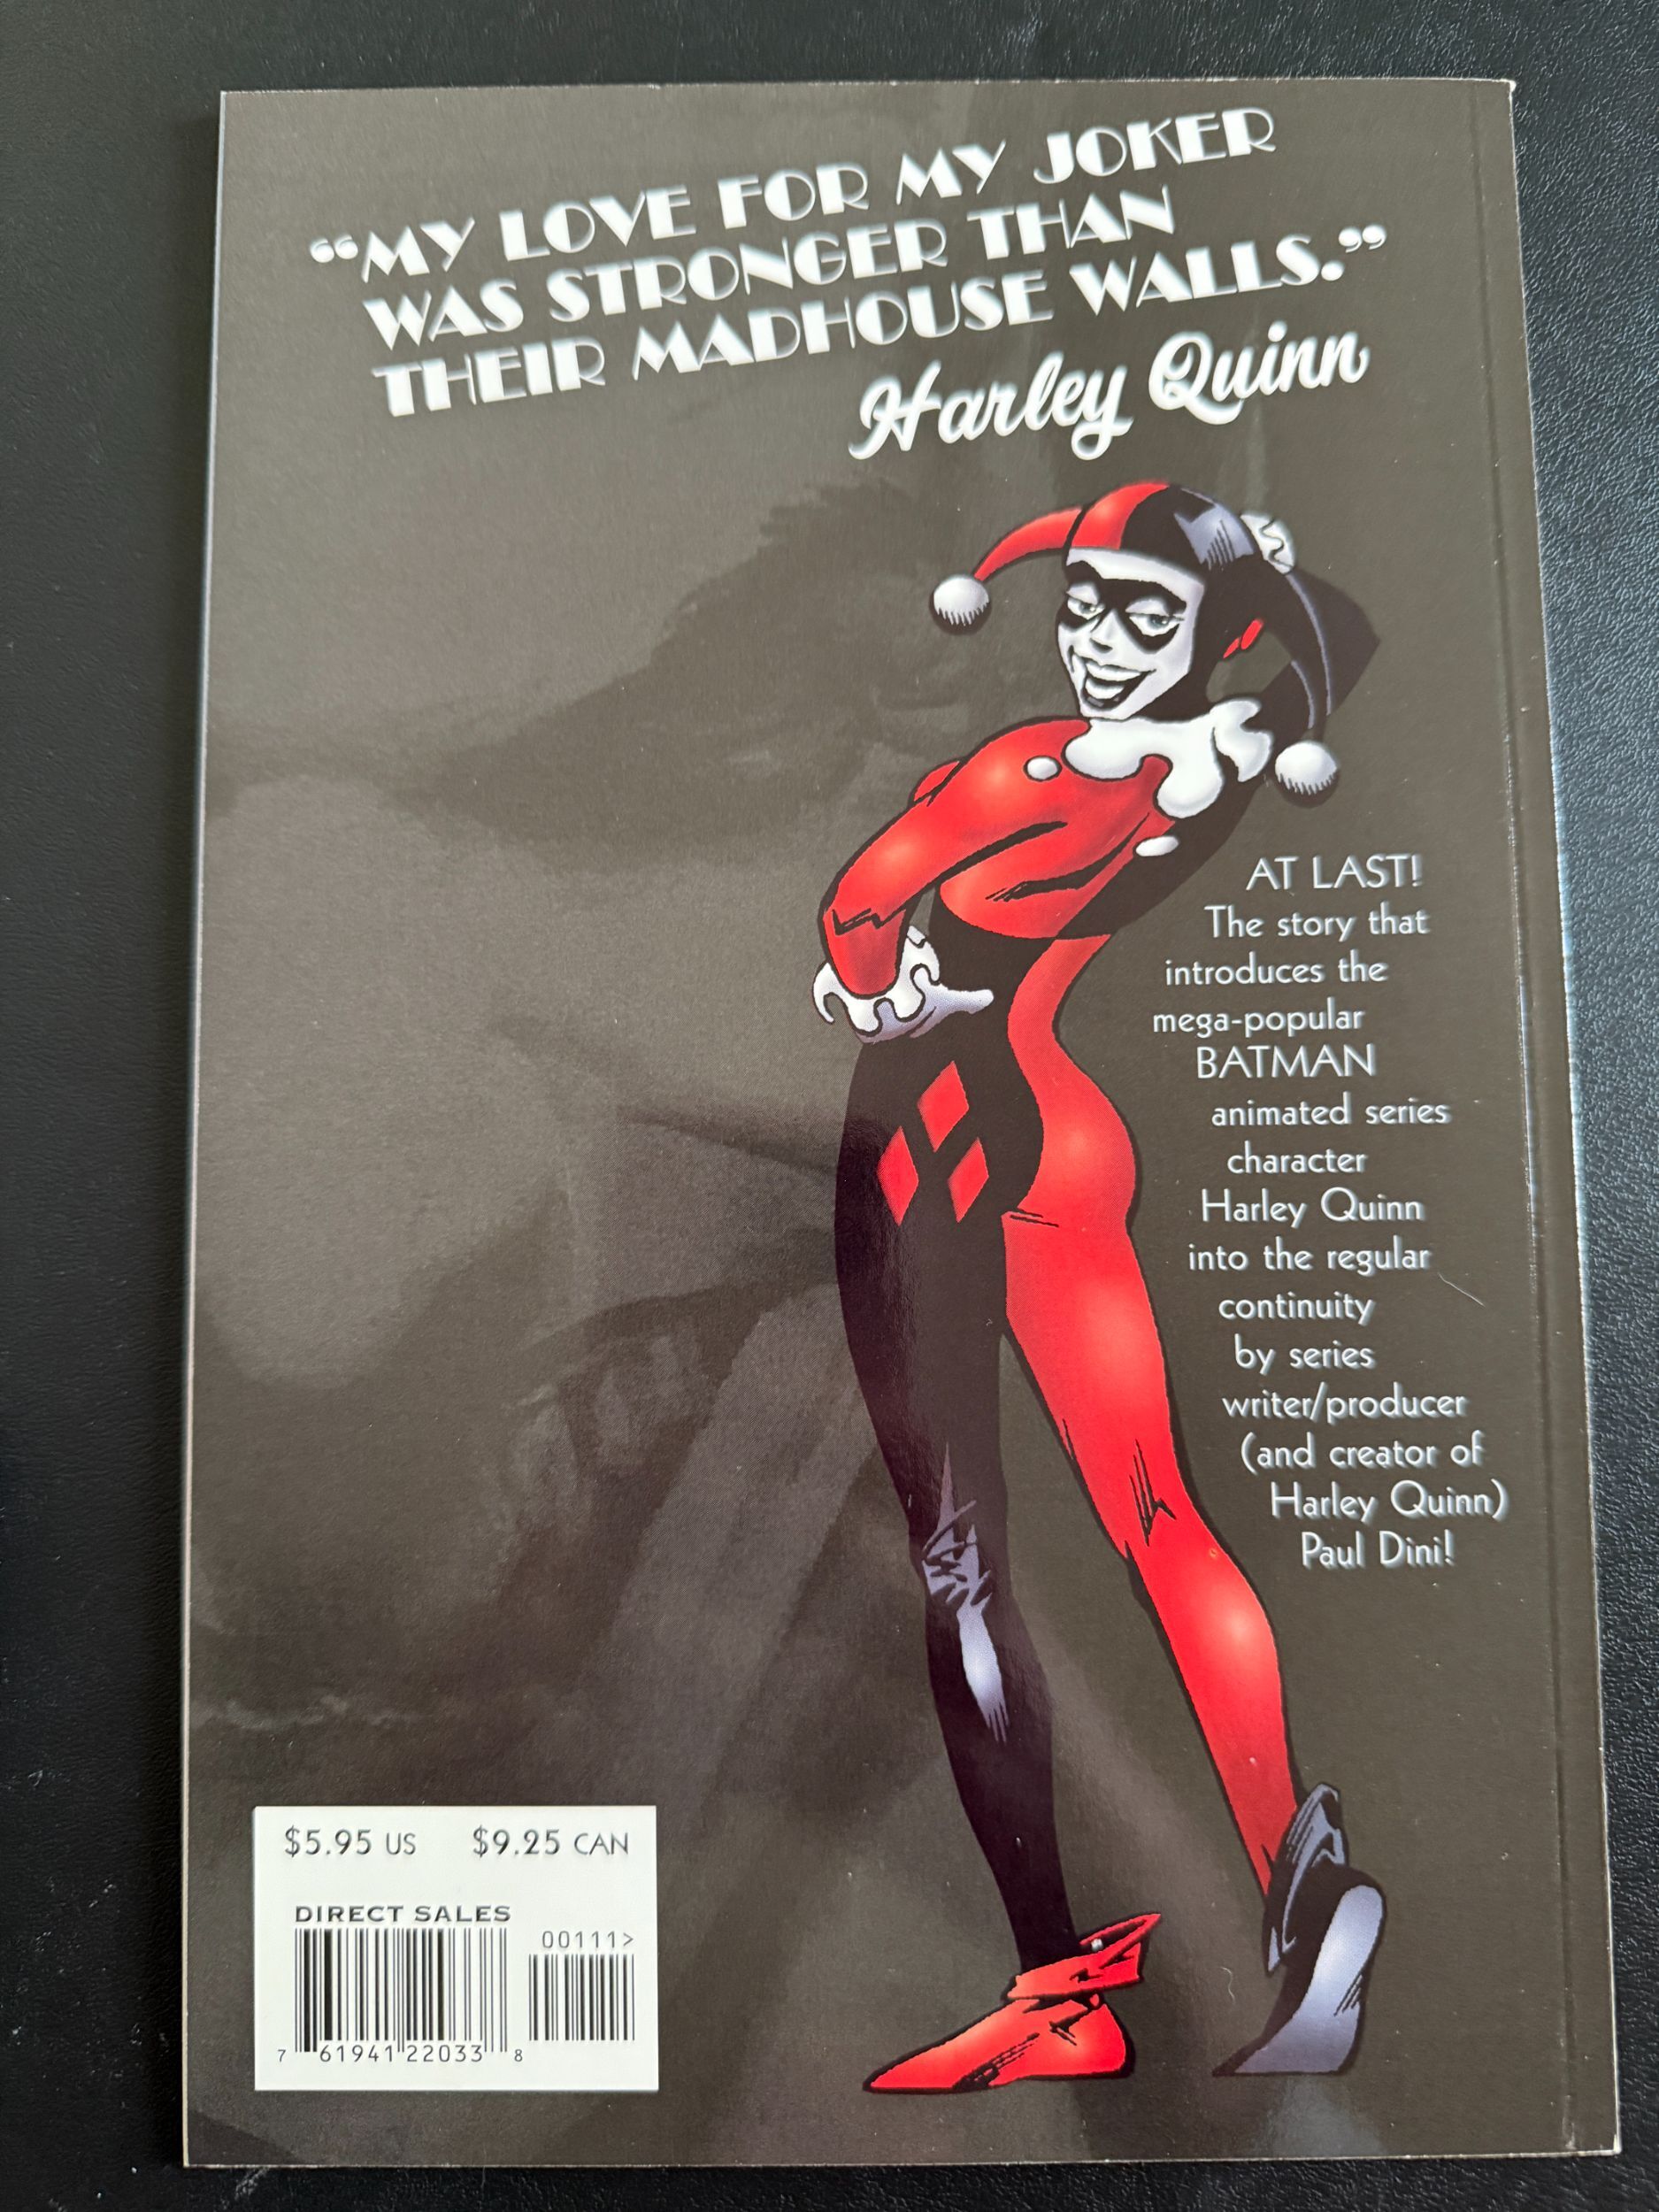 “MY LOVE FOR MY JOKER
WAS STRONGER THAN
THEIR MADHOUSE WALLS.”
Harley Quinn
AT LAST!
The story that
introduces the
mega-popular
BATMAN
animated series
character
Harley Quinn
into the regular
continuity
by series
writer/producer
(and creator of
Harley Quinn)
Paul Dini!
$5.95 US $9.25 CAN
DIRECT SALES
00111>
7 61941 22033 8